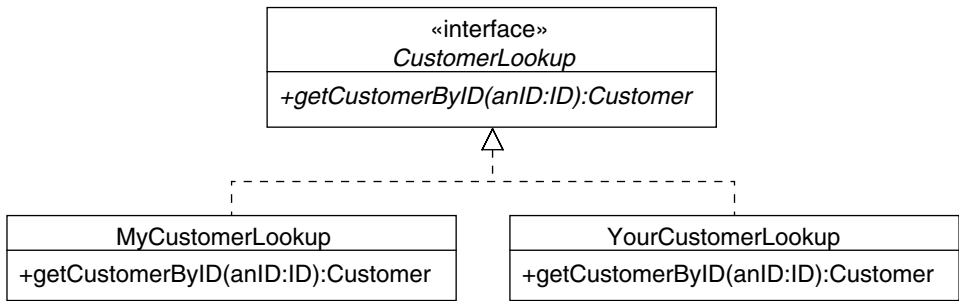 «interface»
CustomerLookup
+getCustomerByID(anID:ID):Customer
MyCustomerLookup
+getCustomerByID(anID:ID):Customer
YourCustomerLookup
+getCustomerByID(anID:ID):Customer